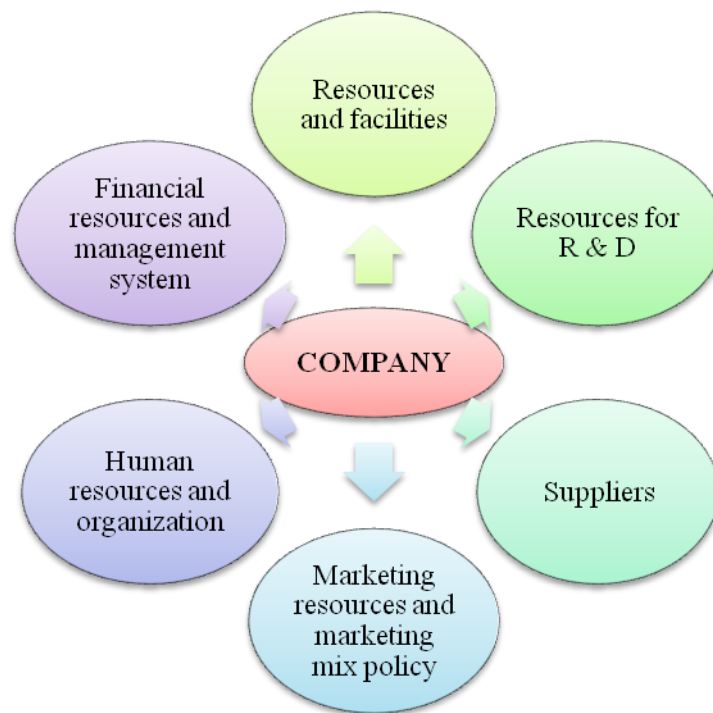 Resources
and facilities
Financial
resources and
management
system
Resources for
R & D
COMPANY
Human
resources and
organization
Suppliers
Marketing
resources and
marketing
mix policy